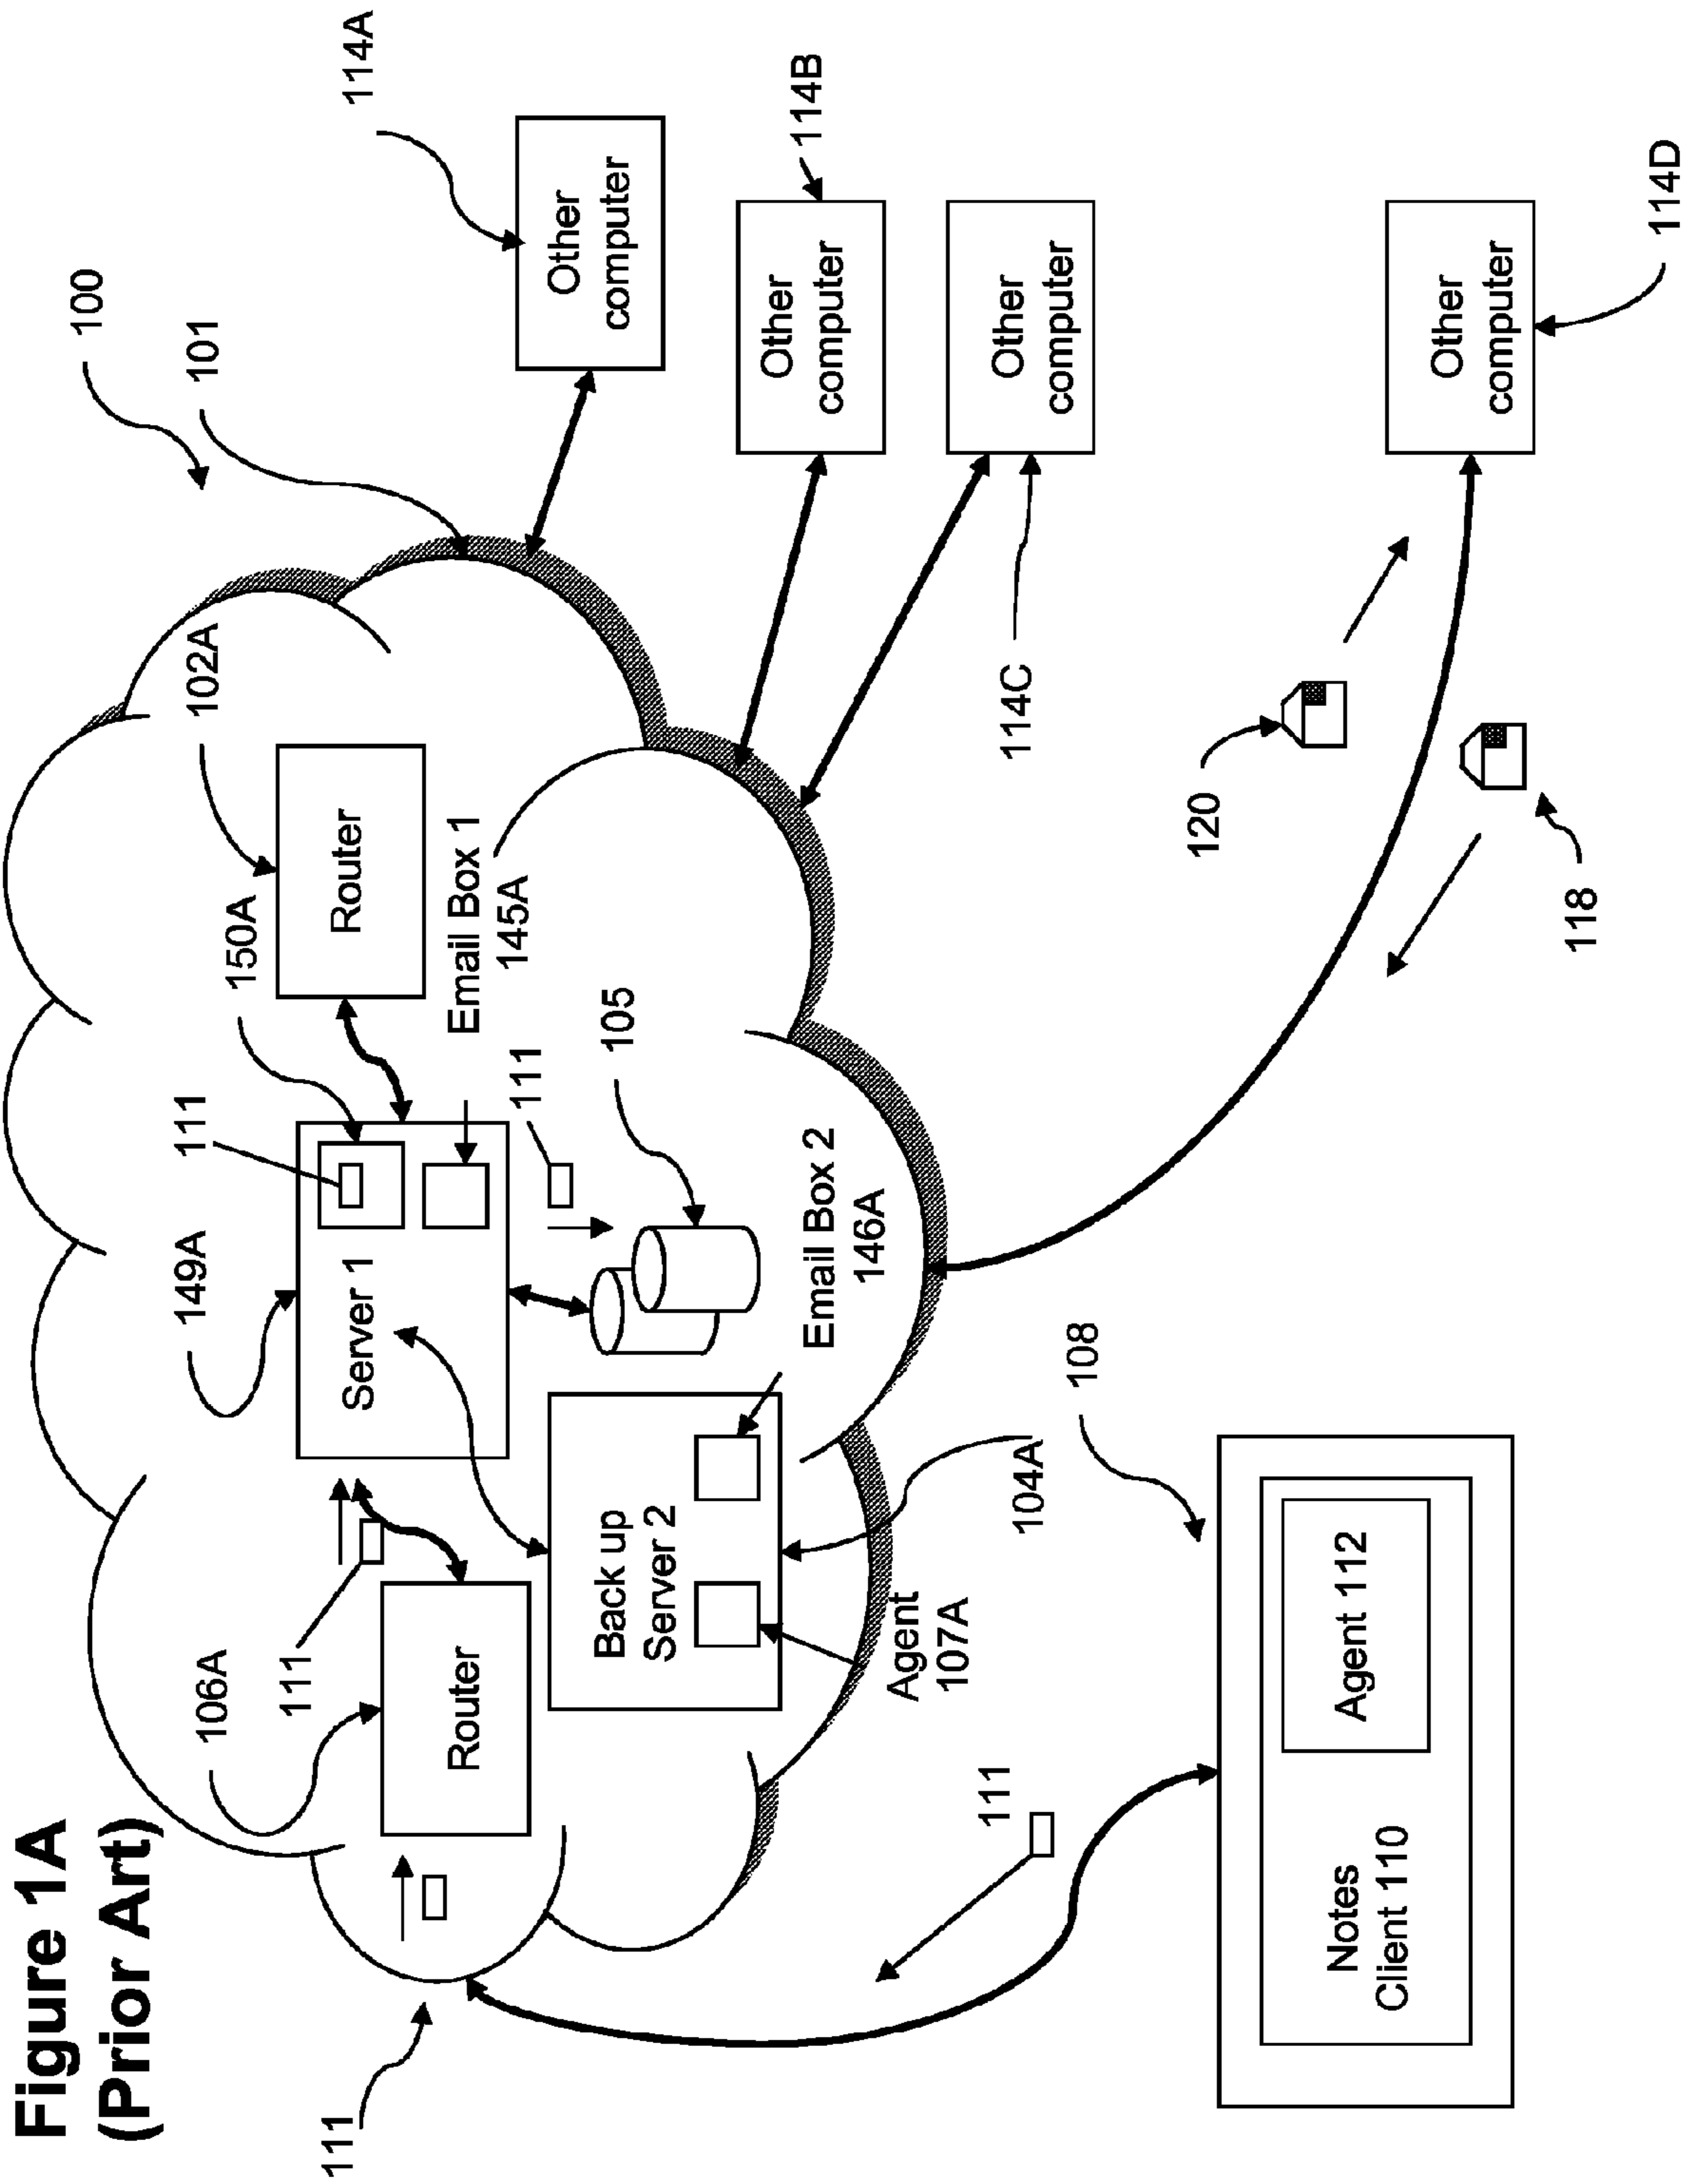 Figure 1A
(Prior Art)
100
101
114A
102A
150A
111
149A
106A
111
111
Router
Server 1
Router
Email Box 1
145A
111
105
Other
computer
114B
Other
computer
Other
computer
114C
Back up
Server 2
Email Box 2
146A
Agent
107A
104A
108
111
120
118
Notes
Client 110
Agent 112
Other
computer
114D